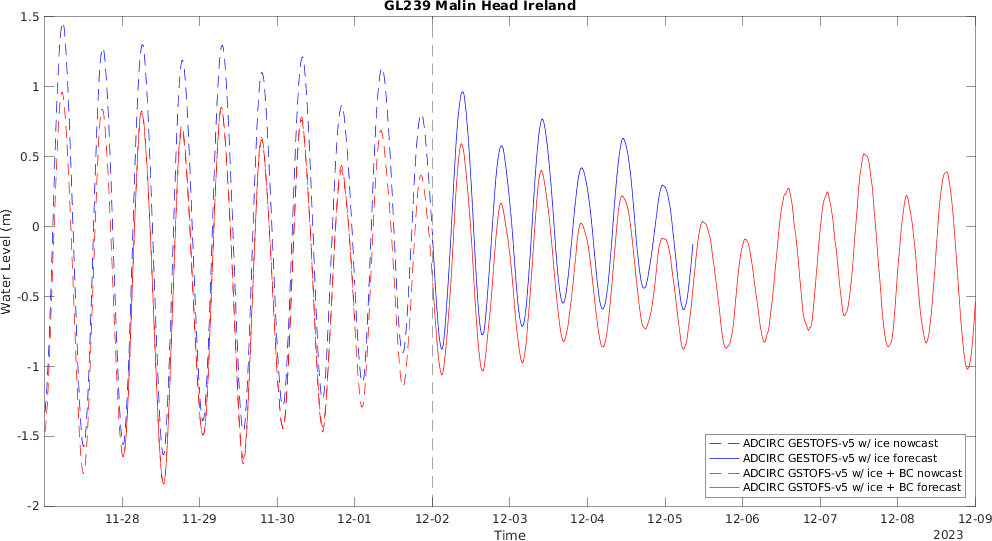 GL239 Malin Head Ireland
1.5
1
0.5
0
-0.5
-1
-1.5
-2
Water Level (m)
ADCIRC GESTOFS-v5 w/ ice nowcast
ADCIRC GESTOFS-v5 w/ ice forecast
ADCIRC GSTOFS-v5 w/ ice + BC nowcast
ADCIRC GSTOFS-v5 w/ ice + BC forecast
11-28 11-29 11-30 12-01 12-02 12-03 12-04 12-05 12-06 12-07 12-08 12-09
Time
2023